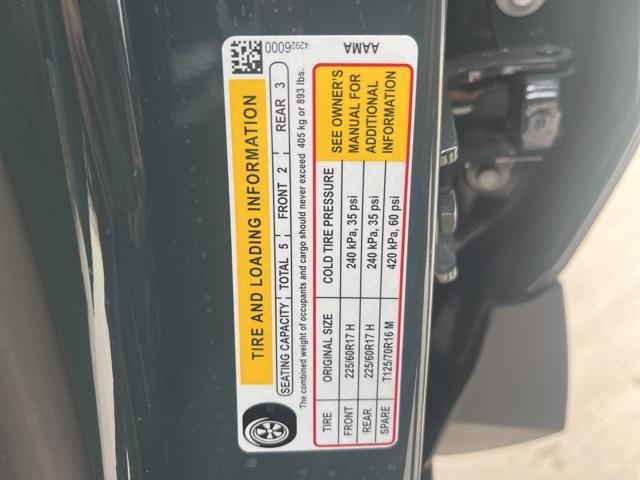 42926000
AAMA
TIRE AND LOADING INFORMATION
SEATING CAPACITY TOTAL 5 FRONT 2 REAR 3
The combined weight of occupants and cargo should never exceed 405 kg or 893 lbs.
TIRE ORIGINAL SIZE COLD TIRE PRESSURE
FRONT 225/60R17 H 240 kPa, 35 psi
REAR 225/60R17 H 240 kPa, 35 psi
SPARE T125/70R16 M 420 kPa, 60 psi
SEE OWNER'S
MANUAL FOR
ADDITIONAL
INFORMATION